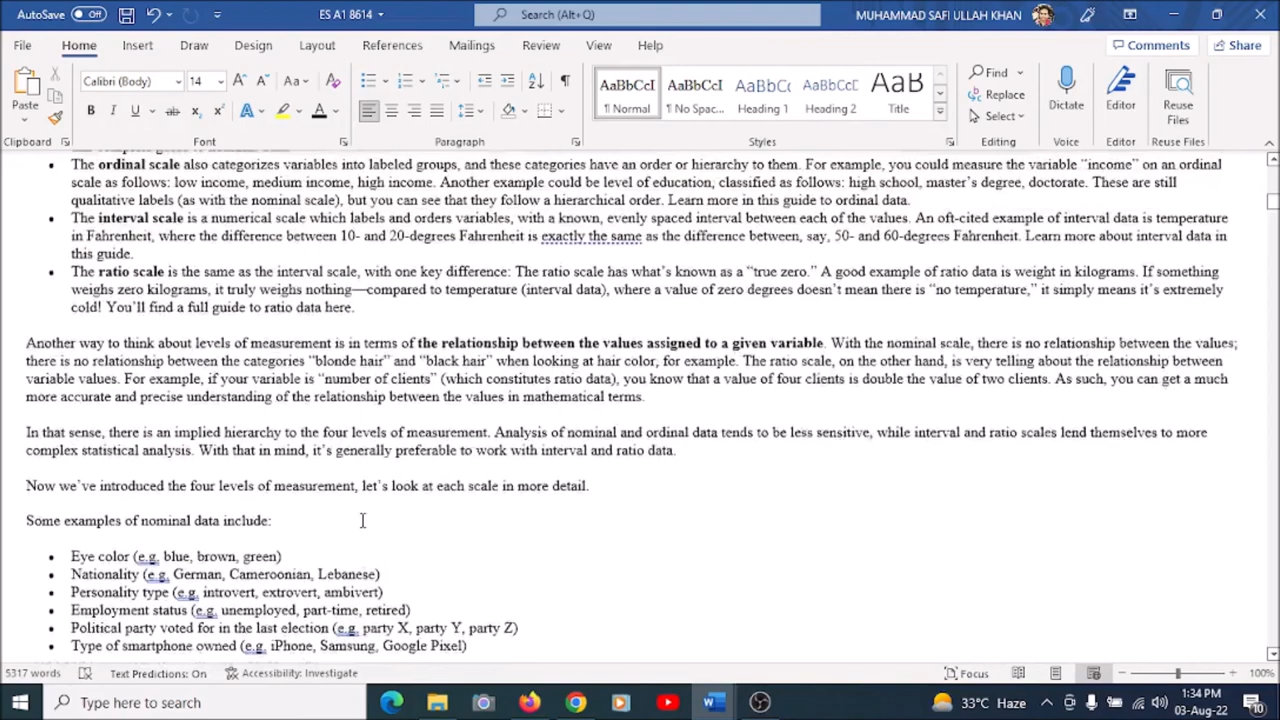 AutoSave Off
ES A1 8614
Search (Alt+Q)
MUHAMMAD SAFI ULLAH KHAN
File Home Insert Draw Design Layout References Mailings Review View Help
Comments Share
Paste
Calibri (Body) 14
AaBbCcI AaBbCcI AaBbCc AaBbCcI AaB
¶ Normal ¶ No Spac... Heading 1 Heading 2 Title
Find
Replace
Select
Dictate
Editor
Reuse Files
Clipboard Font Paragraph Styles Editing Voice Editor Reuse Files
• The ordinal scale also categorizes variables into labeled groups, and these categories have an order or hierarchy to them. For example, you could measure the variable “income” on an ordinal
scale as follows: low income, medium income, high income. Another example could be level of education, classified as follows: high school, master’s degree, doctorate. These are still
qualitative labels (as with the nominal scale), but you can see that they follow a hierarchical order. Learn more in this guide to ordinal data.
• The interval scale is a numerical scale which labels and orders variables, with a known, evenly spaced interval between each of the values. An oft-cited example of interval data is temperature
in Fahrenheit, where the difference between 10- and 20-degrees Fahrenheit is exactly the same as the difference between, say, 50- and 60-degrees Fahrenheit. Learn more about interval data in
this guide.
• The ratio scale is the same as the interval scale, with one key difference: The ratio scale has what’s known as a “true zero.” A good example of ratio data is weight in kilograms. If something
weighs zero kilograms, it truly weighs nothing—compared to temperature (interval data), where a value of zero degrees doesn’t mean there is “no temperature,” it simply means it’s extremely
cold! You’ll find a full guide to ratio data here.
Another way to think about levels of measurement is in terms of the relationship between the values assigned to a given variable. With the nominal scale, there is no relationship between the values;
there is no relationship between the categories “blonde hair” and “black hair” when looking at hair color, for example. The ratio scale, on the other hand, is very telling about the relationship between
variable values. For example, if your variable is “number of clients” (which constitutes ratio data), you know that a value of four clients is double the value of two clients. As such, you can get a much
more accurate and precise understanding of the relationship between the values in mathematical terms.
In that sense, there is an implied hierarchy to the four levels of measurement. Analysis of nominal and ordinal data tends to be less sensitive, while interval and ratio scales lend themselves to more
complex statistical analysis. With that in mind, it’s generally preferable to work with interval and ratio data.
Now we’ve introduced the four levels of measurement, let’s look at each scale in more detail.
Some examples of nominal data include:
• Eye color (e.g. blue, brown, green)
• Nationality (e.g. German, Cameroonian, Lebanese)
• Personality type (e.g. introvert, extrovert, ambivert)
• Employment status (e.g. unemployed, part-time, retired)
• Political party voted for in the last election (e.g. party X, party Y, party Z)
• Type of smartphone owned (e.g. iPhone, Samsung, Google Pixel)
5317 words Text Predictions: On Accessibility: Investigate Focus 100%
Type here to search
33°C Haze
1:34 PM
03-Aug-22
10